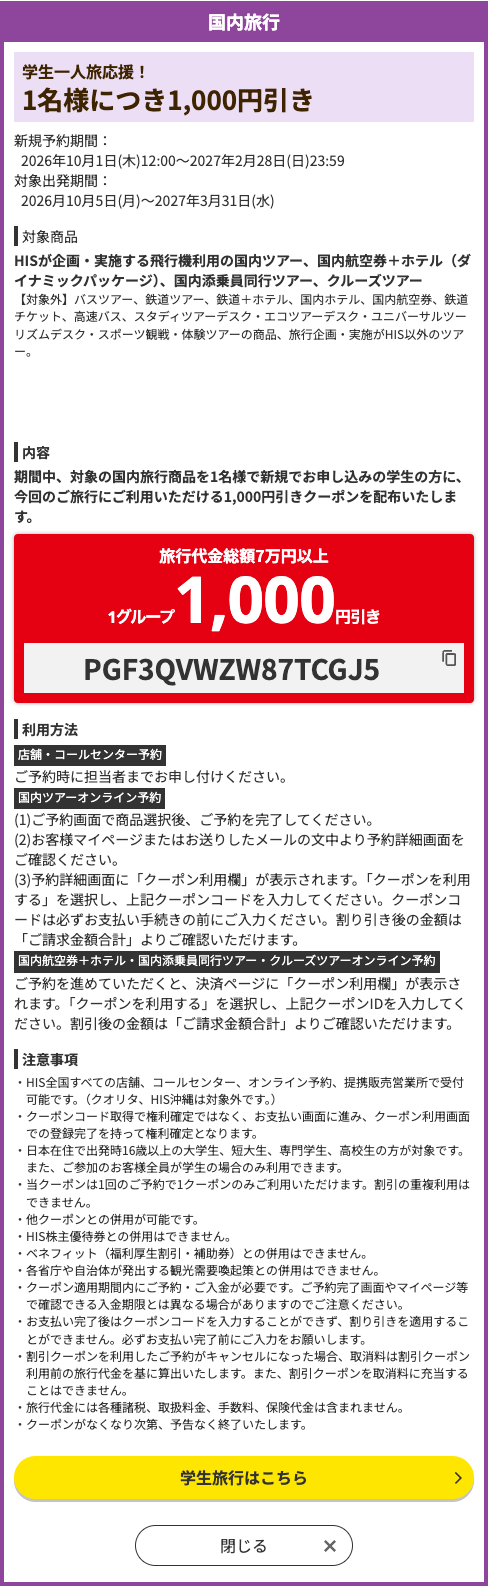 国内旅行
学生一人旅応援！
1名様につき1,000円引き
新規予約期間：
2026年10月1日(木)12:00〜2027年2月28日(日)23:59
対象出発期間：
2026月10月5日(月)〜2027年3月31日(水)
対象商品
HISが企画・実施する飛行機利用の国内ツアー、国内航空券＋ホテル（ダ
イナミックパッケージ）、国内添乗員同行ツアー、クルーズツアー
【対象外】バスツアー、鉄道ツアー、鉄道＋ホテル、国内ホテル、国内航空券、鉄道
チケット、高速バス、スタディツアーデスク・エコツアーデスク・ユニバーサルツー
リズムデスク・スポーツ観戦・体験ツアーの商品、旅行企画・実施がHIS以外のツア
ー。
内容
期間中、対象の国内旅行商品を1名様で新規でお申し込みの学生の方に、
今回のご旅行にご利用いただける1,000円引きクーポンを配布いたしま
す。
旅行代金総額7万円以上
1グループ1,000円引き
PGF3QVWZW87TCGJ5
利用方法
店舗・コールセンター予約
ご予約時に担当者までお申し付けください。
国内ツアーオンライン予約
(1)ご予約画面で商品選択後、ご予約を完了してください。
(2)お客様マイページまたはお送りしたメールの文中より予約詳細画面を
ご確認ください。
(3)予約詳細画面に「クーポン利用欄」が表示されます。「クーポンを利用
する」を選択し、上記クーポンコードを入力してください。クーポンコ
ードは必ずお支払い手続きの前にご入力ください。割り引き後の金額は
「ご請求金額合計」よりご確認いただけます。
国内航空券＋ホテル・国内添乗員同行ツアー・クルーズツアーオンライン予約
ご予約を進めていただくと、決済ページに「クーポン利用欄」が表示さ
れます。「クーポンを利用する」を選択し、上記クーポンIDを入力してく
ださい。割引後の金額は「ご請求金額合計」よりご確認いただけます。
注意事項
・HIS全国すべての店舗、コールセンター、オンライン予約、提携販売営業所で受付
可能です。（クオリタ、HIS沖縄は対象外です。）
・クーポンコード取得で権利確定ではなく、お支払い画面に進み、クーポン利用画面
での登録完了を持って権利確定となります。
・日本在住で出発時16歳以上の大学生、短大生、専門学生、高校生の方が対象です。
また、ご参加のお客様全員が学生の場合のみ利用できます。
・当クーポンは1回のご予約で1クーポンのみご利用いただけます。割引の重複利用は
できません。
・他クーポンとの併用が可能です。
・HIS株主優待券との併用はできません。
・ベネフィット（福利厚生割引・補助券）との併用はできません。
・各省庁や自治体が発出する観光需要喚起策との併用はできません。
・クーポン適用期間内にご予約・ご入金が必要です。ご予約完了画面やマイページ等
で確認できる入金期限とは異なる場合がありますのでご注意ください。
・お支払い完了後はクーポンコードを入力することができず、割り引きを適用するこ
とができません。必ずお支払い完了前にご入力をお願いします。
・割引クーポンを利用したご予約がキャンセルになった場合、取消料は割引クーポン
利用前の旅行代金を基に算出いたします。また、割引クーポンを取消料に充当する
ことはできません。
・旅行代金には各種諸税、取扱料金、手数料、保険代金は含まれません。
・クーポンがなくなり次第、予告なく終了いたします。
学生旅行はこちら
閉じる